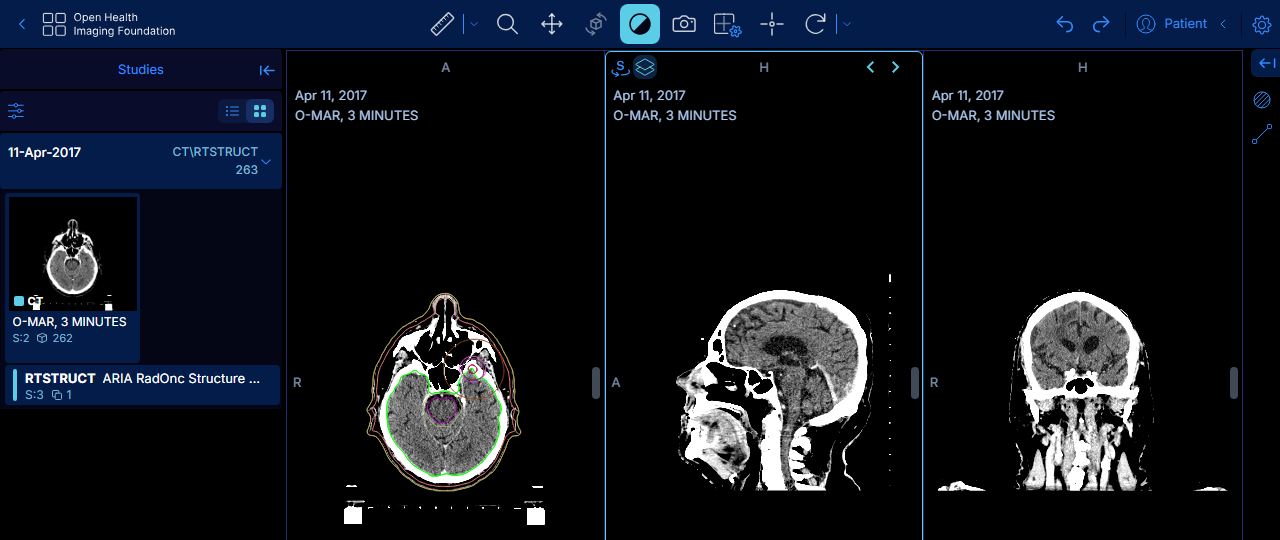 Open Health
Imaging Foundation
Patient
Studies
11-Apr-2017
CT\RTSTRUCT
263
CT
O-MAR, 3 MINUTES
S:2 262
RTSTRUCT ARIA RadOnc Structure ...
S:3 1
A
Apr 11, 2017
O-MAR, 3 MINUTES
R
S
H
Apr 11, 2017
O-MAR, 3 MINUTES
A
H
Apr 11, 2017
O-MAR, 3 MINUTES
R